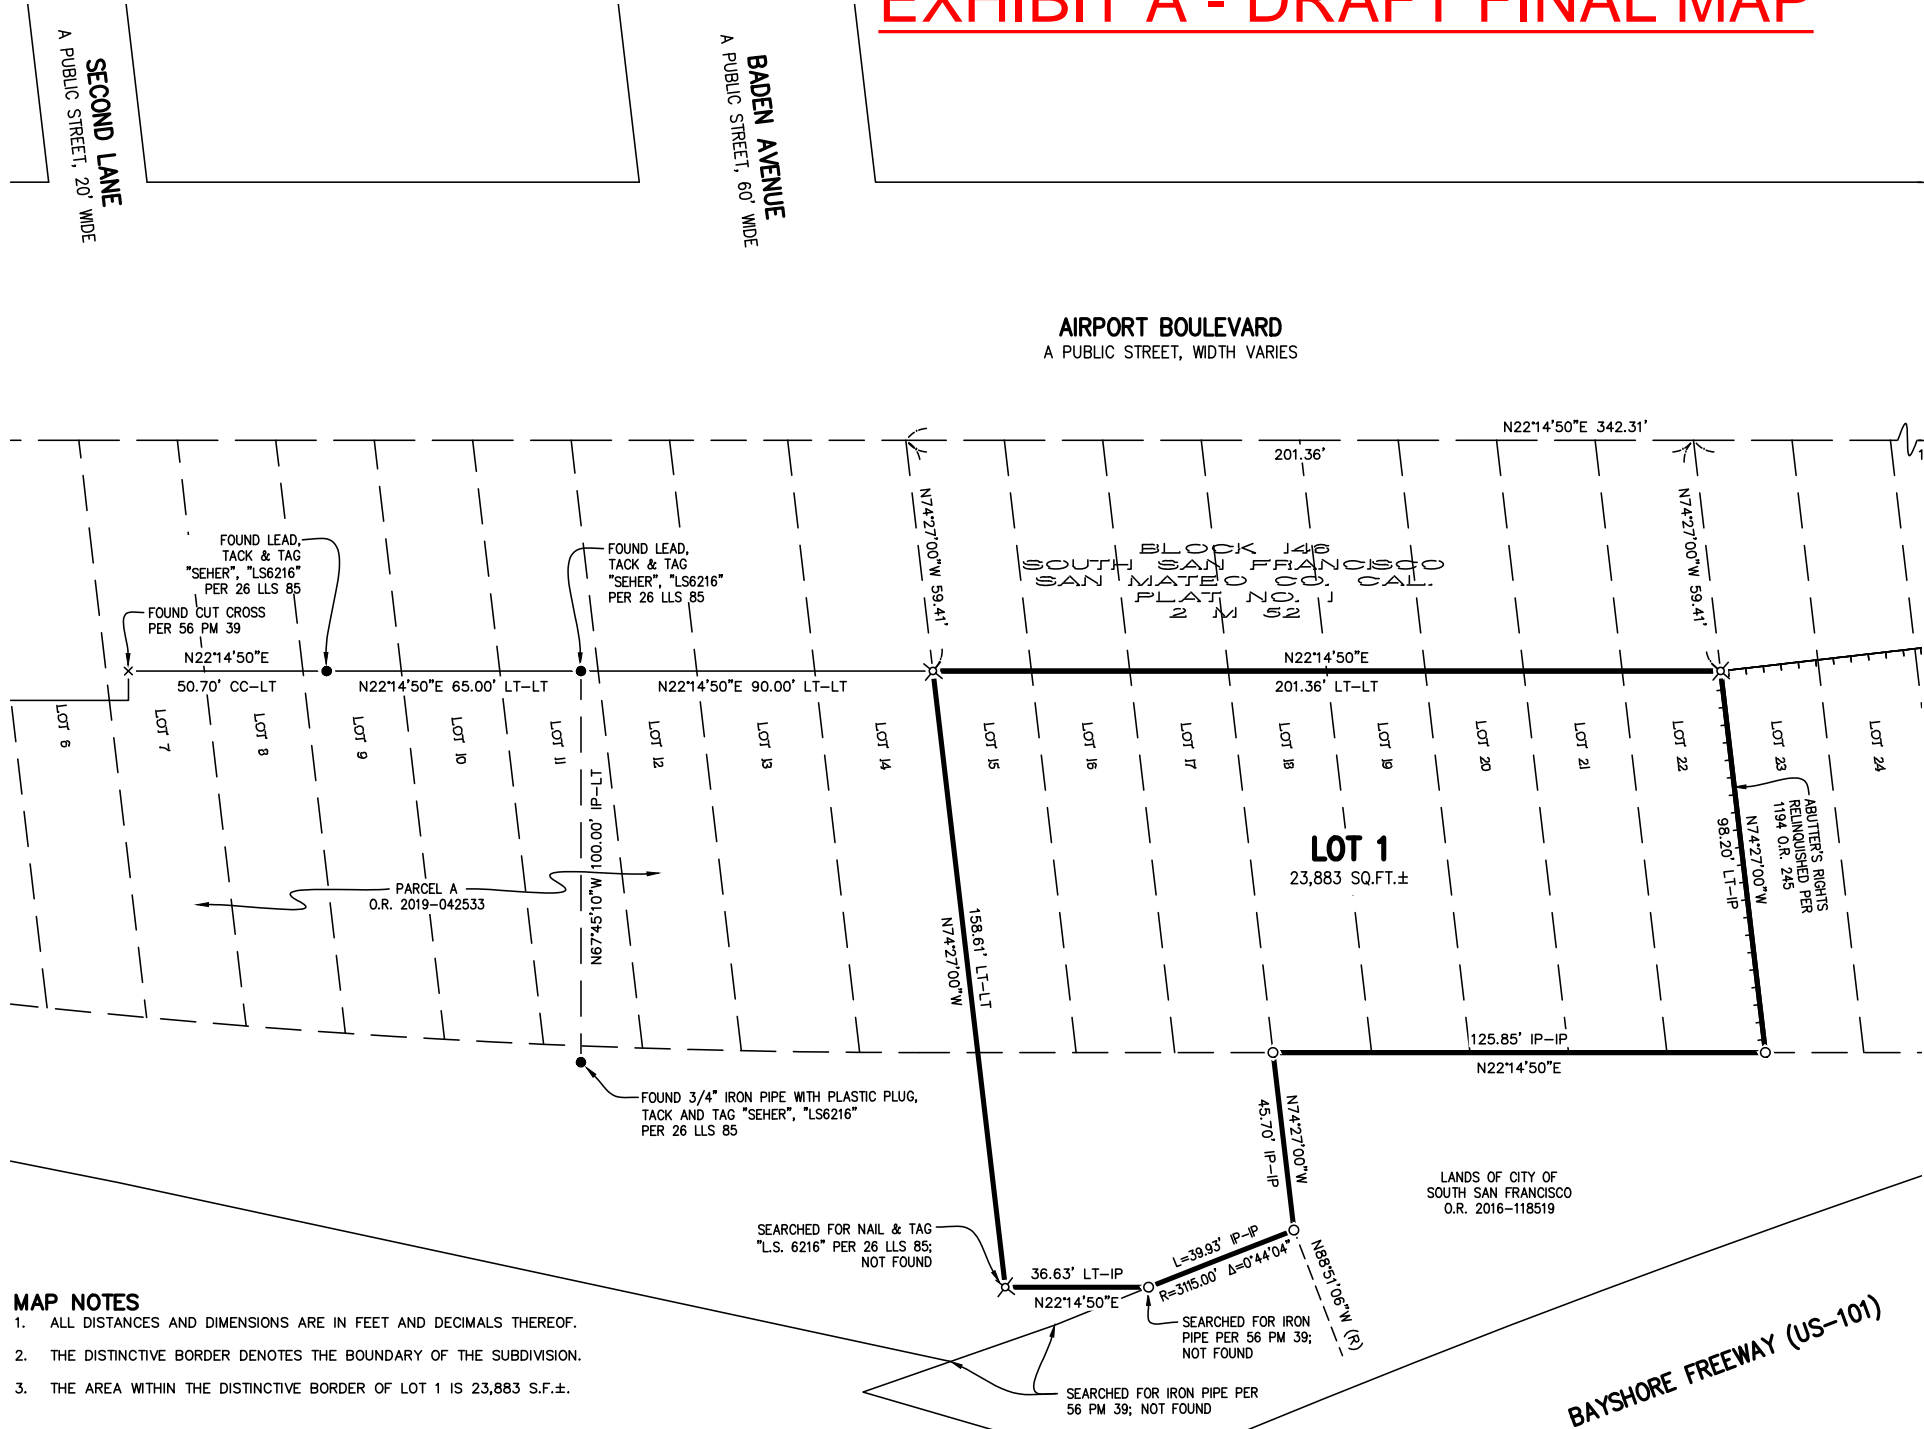 EXHIBIT A - DRAFT FINAL MAP
SECOND LANE
A PUBLIC STREET, 20' WIDE
BADEN AVENUE
A PUBLIC STREET, 60' WIDE
AIRPORT BOULEVARD
A PUBLIC STREET, WIDTH VARIES
N22°14'50"E 342.31'
201.36'
N74°27'00"W 59.41'
N74°27'00"W 59.41'
BLOCK 146
SOUTH SAN FRANCISCO
SAN MATEO CO. CAL.
PLAT NO. 1
2 M 52
FOUND LEAD,
TACK & TAG
"SEHER", "LS6216"
PER 26 LLS 85
FOUND LEAD,
TACK & TAG
"SEHER", "LS6216"
PER 26 LLS 85
FOUND CUT CROSS
PER 56 PM 39
N22°14'50"E
50.70' CC-LT
N22°14'50"E 65.00' LT-LT
N22°14'50"E 90.00' LT-LT
N22°14'50"E
201.36' LT-LT
LOT 6
LOT 7
LOT 8
LOT 9
LOT 10
LOT 11
LOT 12
LOT 13
LOT 14
LOT 15
LOT 16
LOT 17
LOT 18
LOT 19
LOT 20
LOT 21
LOT 22
LOT 23
LOT 24
N67°45'10"W 100.00' IP-LT
PARCEL A
O.R. 2019-042533
158.61' LT-LT
N74°27'00"W
LOT 1
23,883 SQ.FT.±
ABUTTER'S RIGHTS
RELINQUISHED PER
1194 O.R. 245
N74°27'00"W
98.20' LT-IP
125.85' IP-IP
N22°14'50"E
FOUND 3/4" IRON PIPE WITH PLASTIC PLUG,
TACK AND TAG "SEHER", "LS6216"
PER 26 LLS 85
N74°27'00"W
45.70' IP-IP
LANDS OF CITY OF
SOUTH SAN FRANCISCO
O.R. 2016-118519
SEARCHED FOR NAIL & TAG
"L.S. 6216" PER 26 LLS 85;
NOT FOUND
36.63' LT-IP
N22°14'50"E
L=39.93' IP-IP
R=3115.00' Δ=0°44'04"
N88°51'06"W (R)
SEARCHED FOR IRON
PIPE PER 56 PM 39;
NOT FOUND
SEARCHED FOR IRON PIPE PER
56 PM 39; NOT FOUND
BAYSHORE FREEWAY (US-101)
MAP NOTES
1. ALL DISTANCES AND DIMENSIONS ARE IN FEET AND DECIMALS THEREOF.
2. THE DISTINCTIVE BORDER DENOTES THE BOUNDARY OF THE SUBDIVISION.
3. THE AREA WITHIN THE DISTINCTIVE BORDER OF LOT 1 IS 23,883 S.F.±.